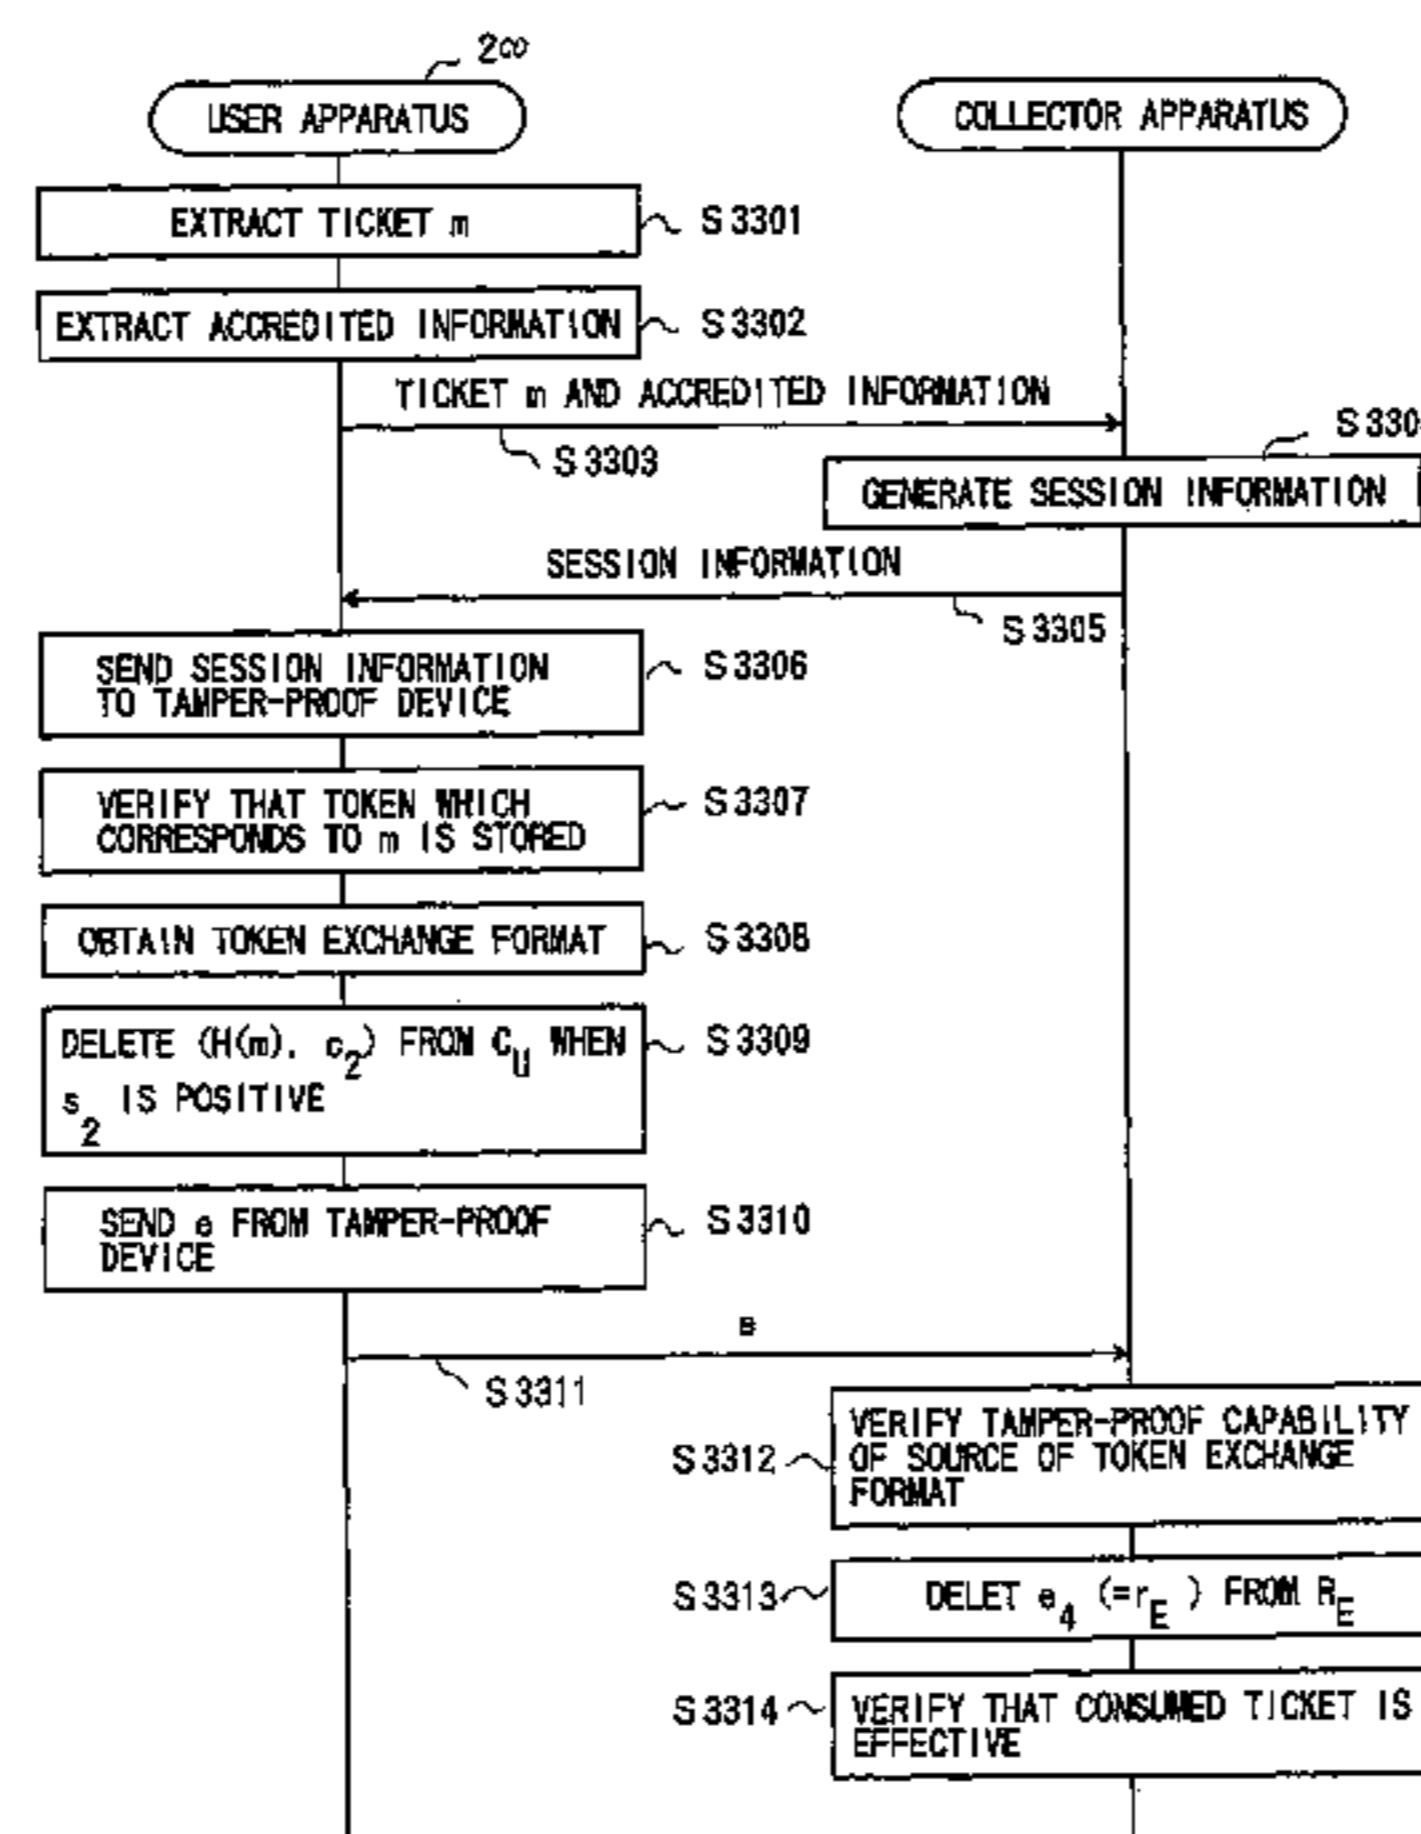 200
USER APPARATUS
COLLECTOR APPARATUS
EXTRACT TICKET m
S3301
EXTRACT ACCREDITED INFORMATION
S3302
TICKET m AND ACCREDITED INFORMATION
S3303
S330
GENERATE SESSION INFORMATION
SESSION INFORMATION
S3305
SEND SESSION INFORMATION
TO TAMPER-PROOF DEVICE
S3306
VERIFY THAT TOKEN WHICH
CORRESPONDS TO m IS STORED
S3307
OBTAIN TOKEN EXCHANGE FORMAT
S3308
DELETE (H(m), c2) FROM CU WHEN
s2 IS POSITIVE
S3309
SEND e FROM TAMPER-PROOF
DEVICE
S3310
e
S3311
VERIFY TAMPER-PROOF CAPABILITY
OF SOURCE OF TOKEN EXCHANGE
FORMAT
S3312
DELET e4 (=rE ) FROM RE
S3313
VERIFY THAT CONSUMED TICKET IS
EFFECTIVE
S3314